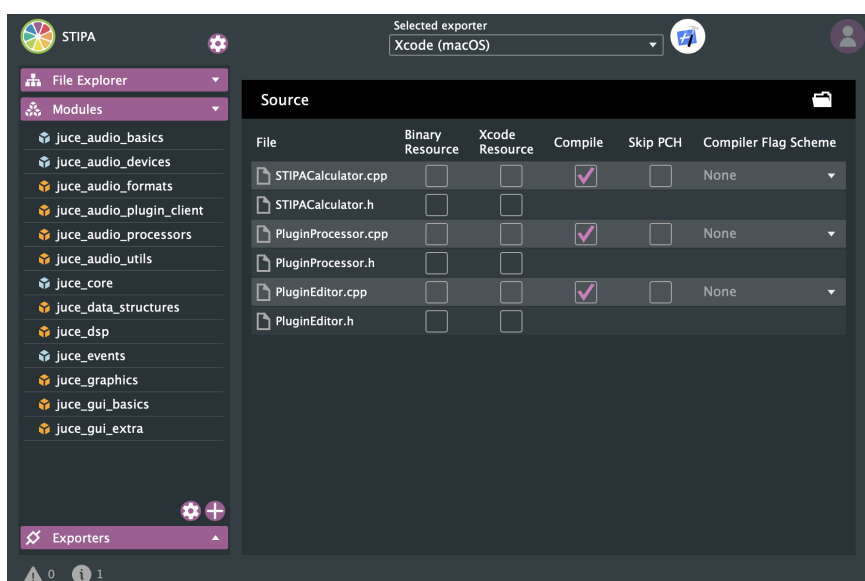 STIPA
Selected exporter
Xcode (macOS)
File Explorer
Modules
juce_audio_basics
juce_audio_devices
juce_audio_formats
juce_audio_plugin_client
juce_audio_processors
juce_audio_utils
juce_core
juce_data_structures
juce_dsp
juce_events
juce_graphics
juce_gui_basics
juce_gui_extra
Exporters
0 1
Source
File Binary Resource Xcode Resource Compile Skip PCH Compiler Flag Scheme
STIPACalculator.cpp None
STIPACalculator.h
PluginProcessor.cpp None
PluginProcessor.h
PluginEditor.cpp None
PluginEditor.h